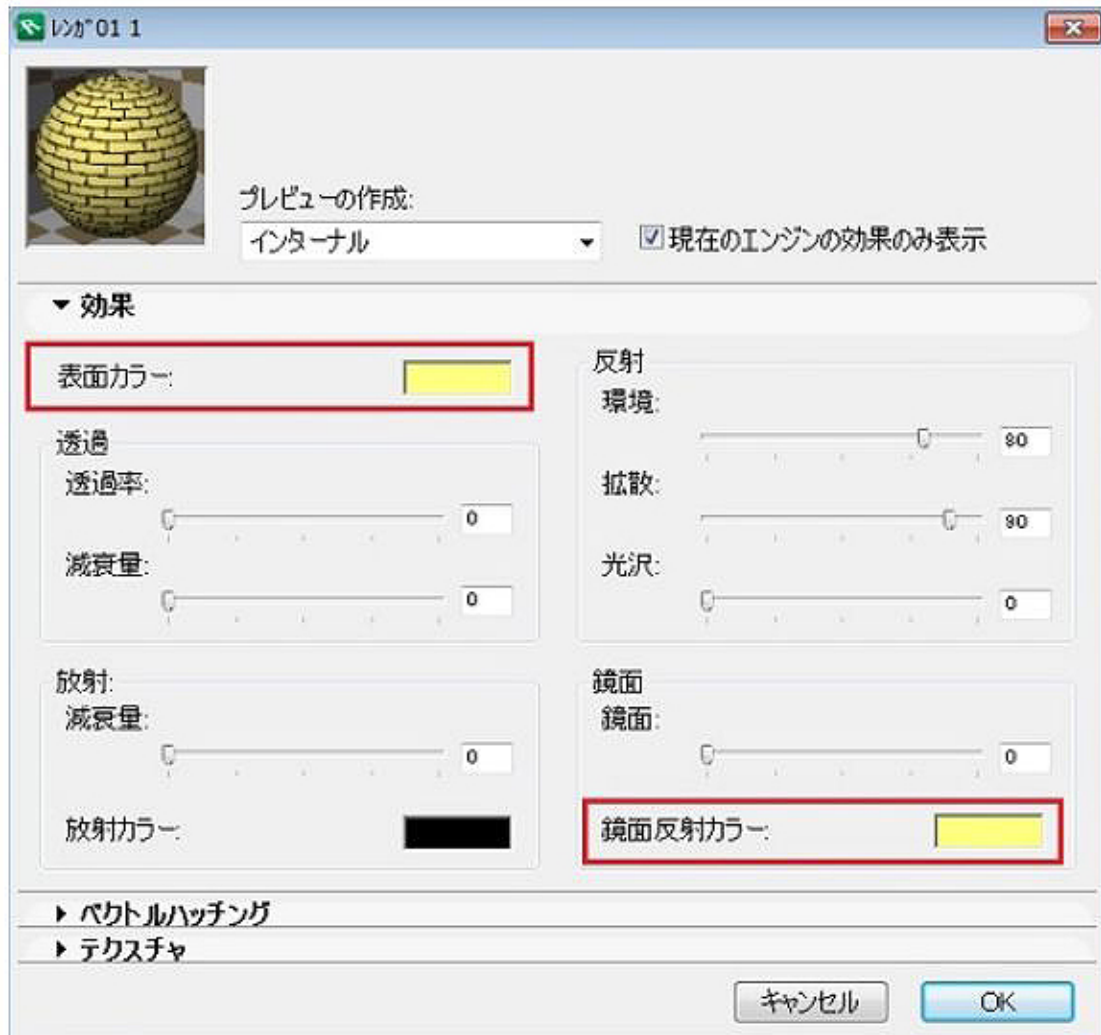 レンガ01 1
プレビューの作成:
インターナル
現在のエンジンの効果のみ表示
効果
表面カラー:
透過
透過率:
0
減衰量:
0
反射
環境:
80
拡散:
90
光沢:
0
放射:
減衰量:
0
放射カラー:
鏡面
鏡面:
0
鏡面反射カラー:
ベクトルハッチング
テクスチャ
キャンセル
OK